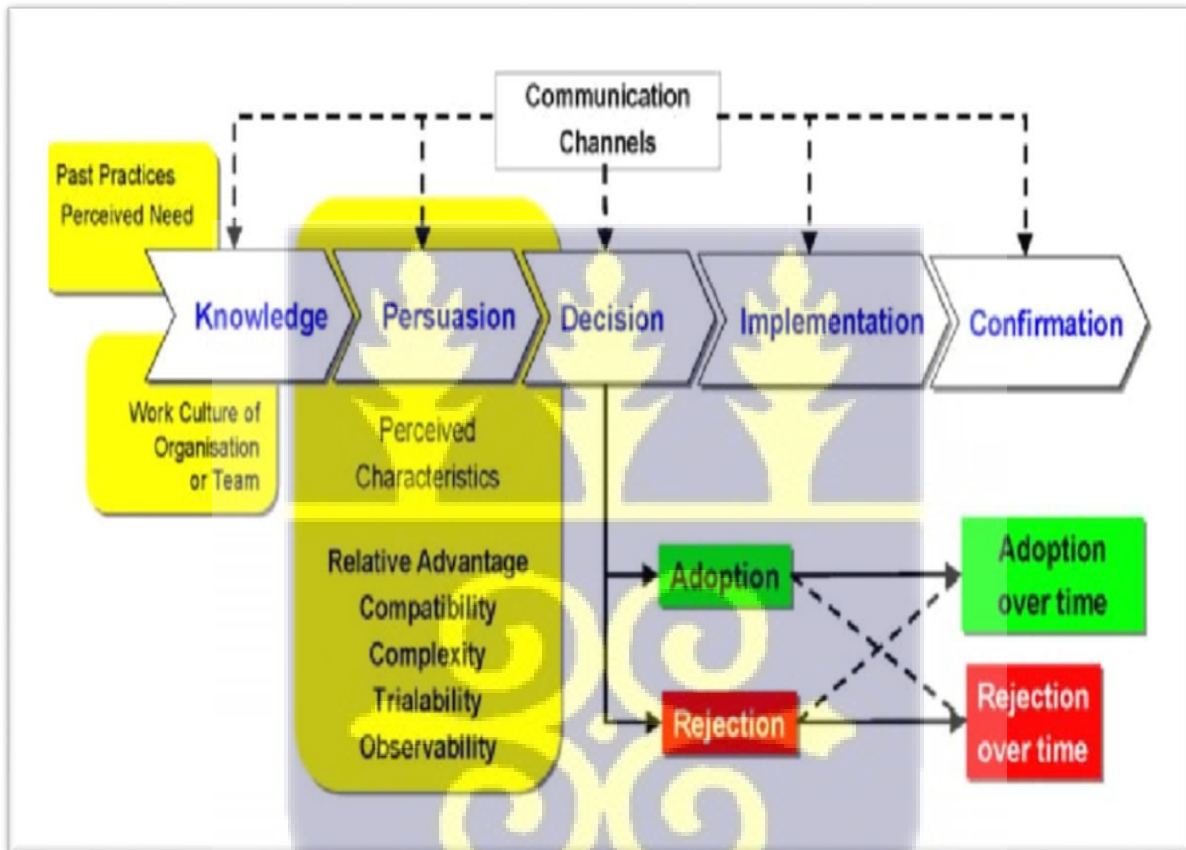 Communication
Channels
Past Practices
Perceived Need
Knowledge
Persuasion
Decision
Implementation
Confirmation
Work Culture of
Organisation
or Team
Perceived
Characteristics
Relative Advantage
Compatibility
Complexity
Trialability
Observability
Adoption
Rejection
Adoption
over time
Rejection
over time